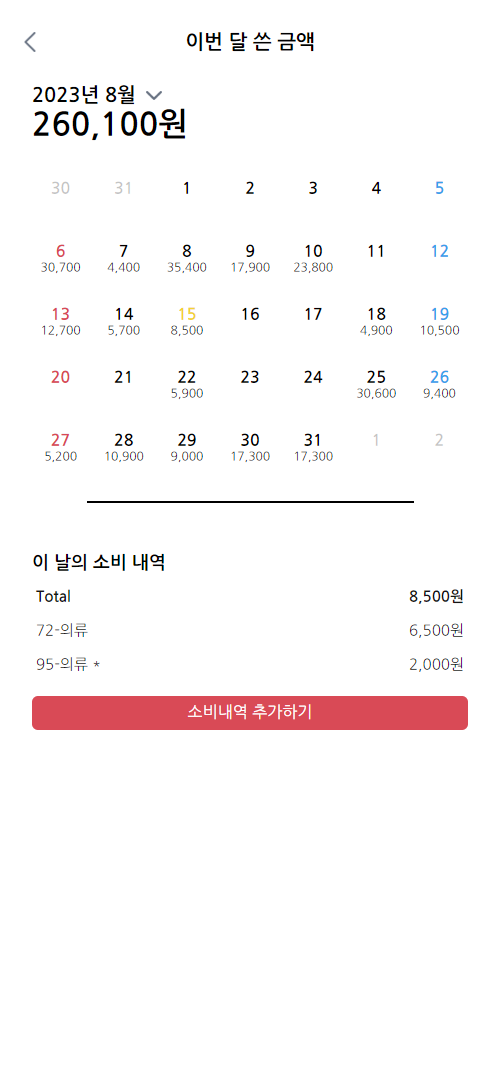 이번 달 쓴 금액
2023년 8월
260,100원
30 31 1 2 3 4 5
6 7 8 9 10 11 12
30,700 4,400 35,400 17,900 23,800
13 14 15 16 17 18 19
12,700 5,700 8,500 4,900 10,500
20 21 22 23 24 25 26
5,900 30,600 9,400
27 28 29 30 31 1 2
5,200 10,900 9,000 17,300 17,300
이 날의 소비 내역
Total 8,500원
72-의류 6,500원
95-의류 * 2,000원
소비내역 추가하기